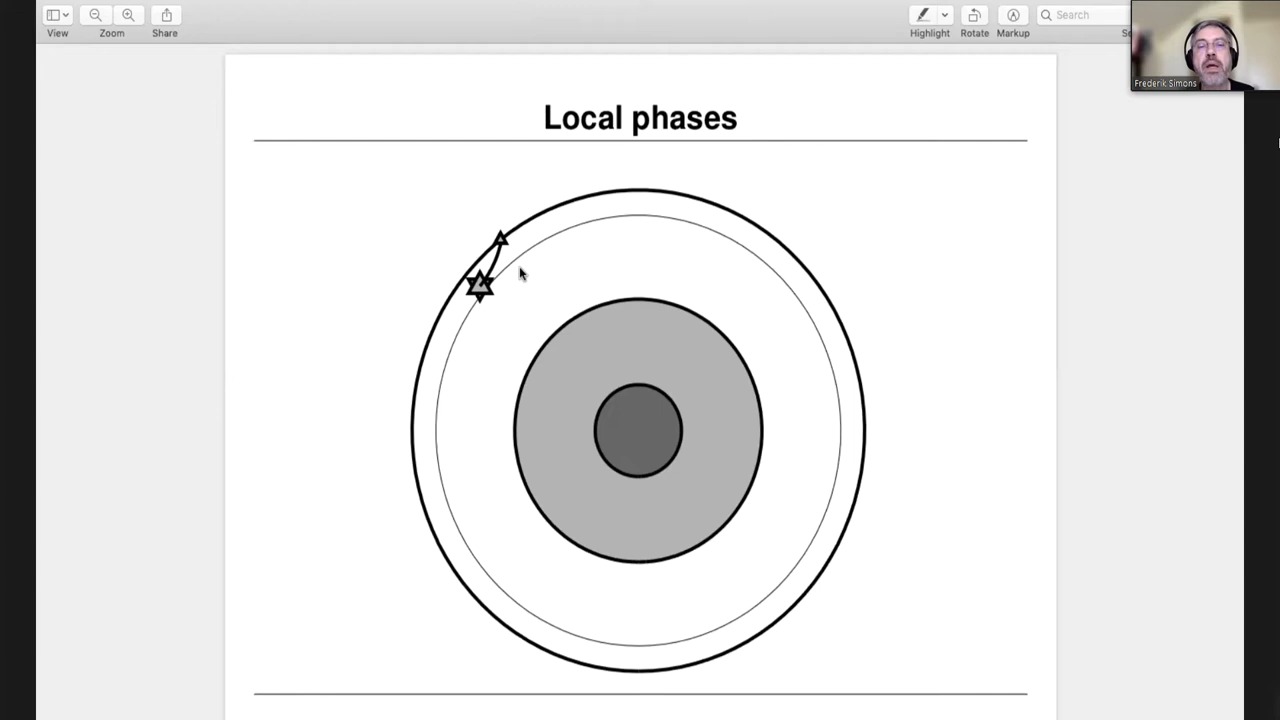 View
Zoom
Share
Highlight
Rotate
Markup
Search
Frederik Simons
Local phases